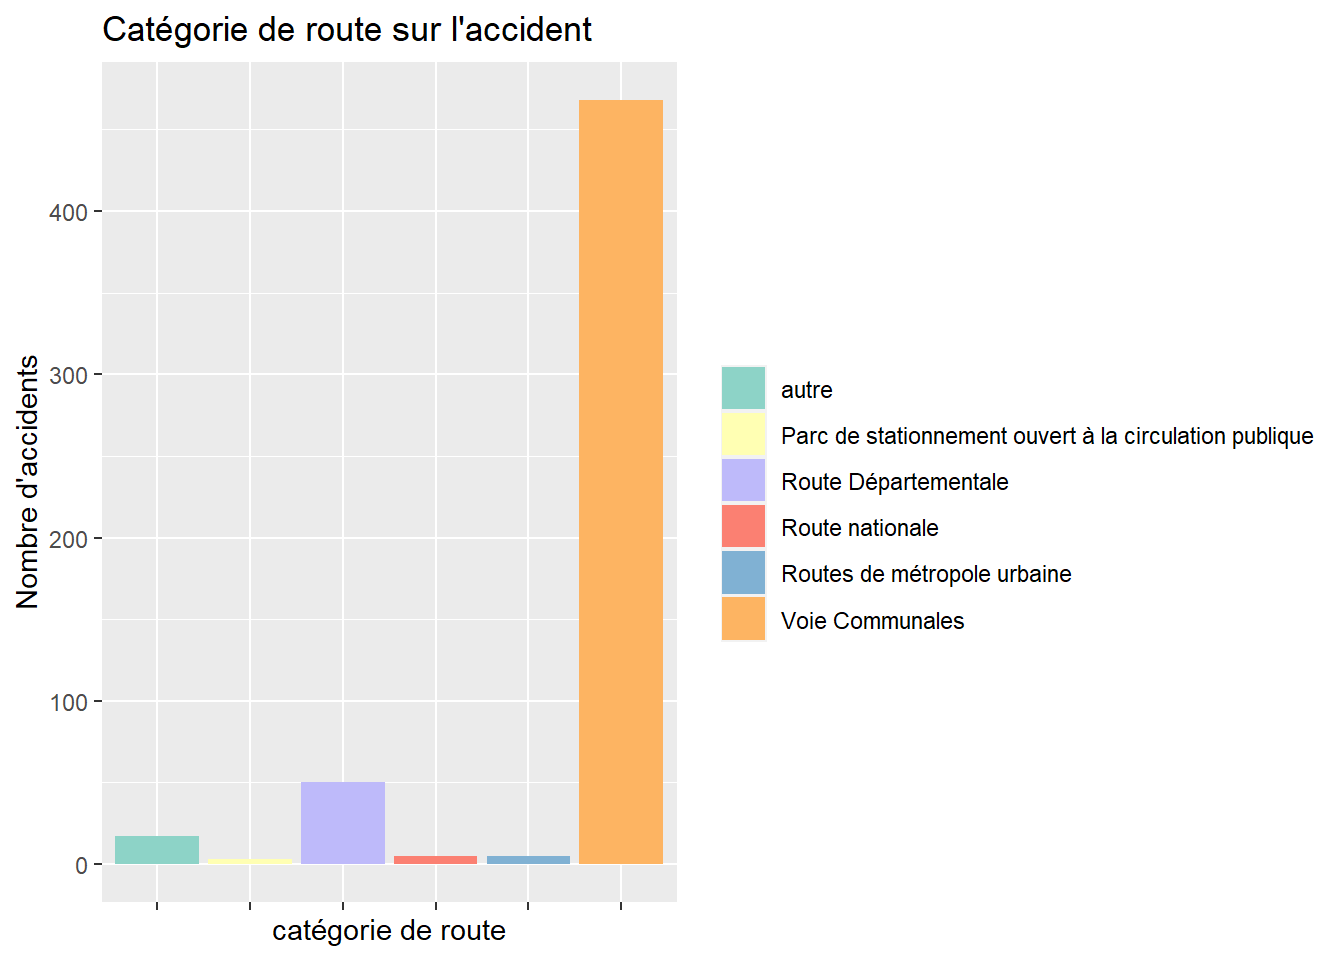 Catégorie de route sur l'accident
Nombre d'accidents
400
300
200
100
0
catégorie de route
autre
Parc de stationnement ouvert à la circulation publique
Route Départementale
Route nationale
Routes de métropole urbaine
Voie Communales